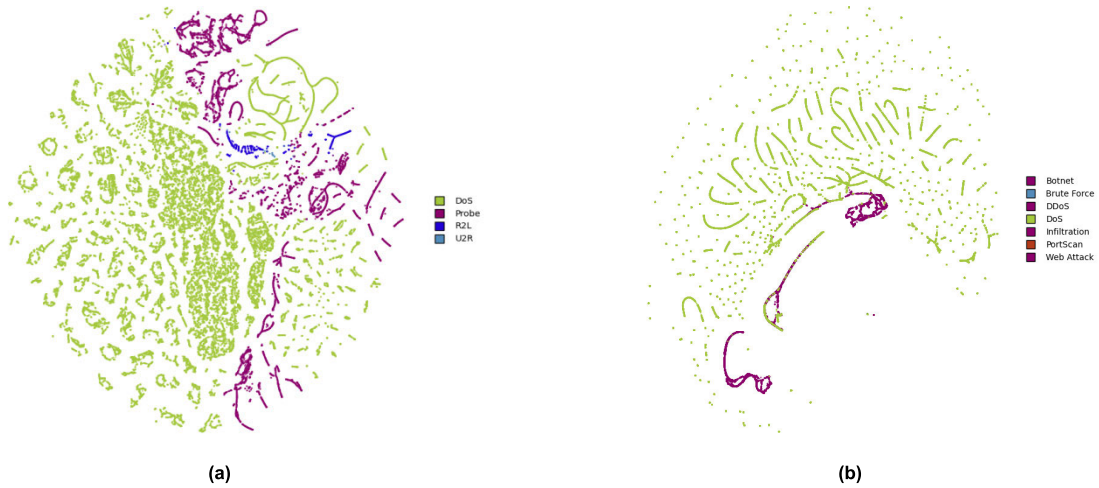 DoS
Probe
R2L
U2R
Botnet
Brute Force
DDoS
DoS
Infiltration
PortScan
Web Attack
(a)
(b)